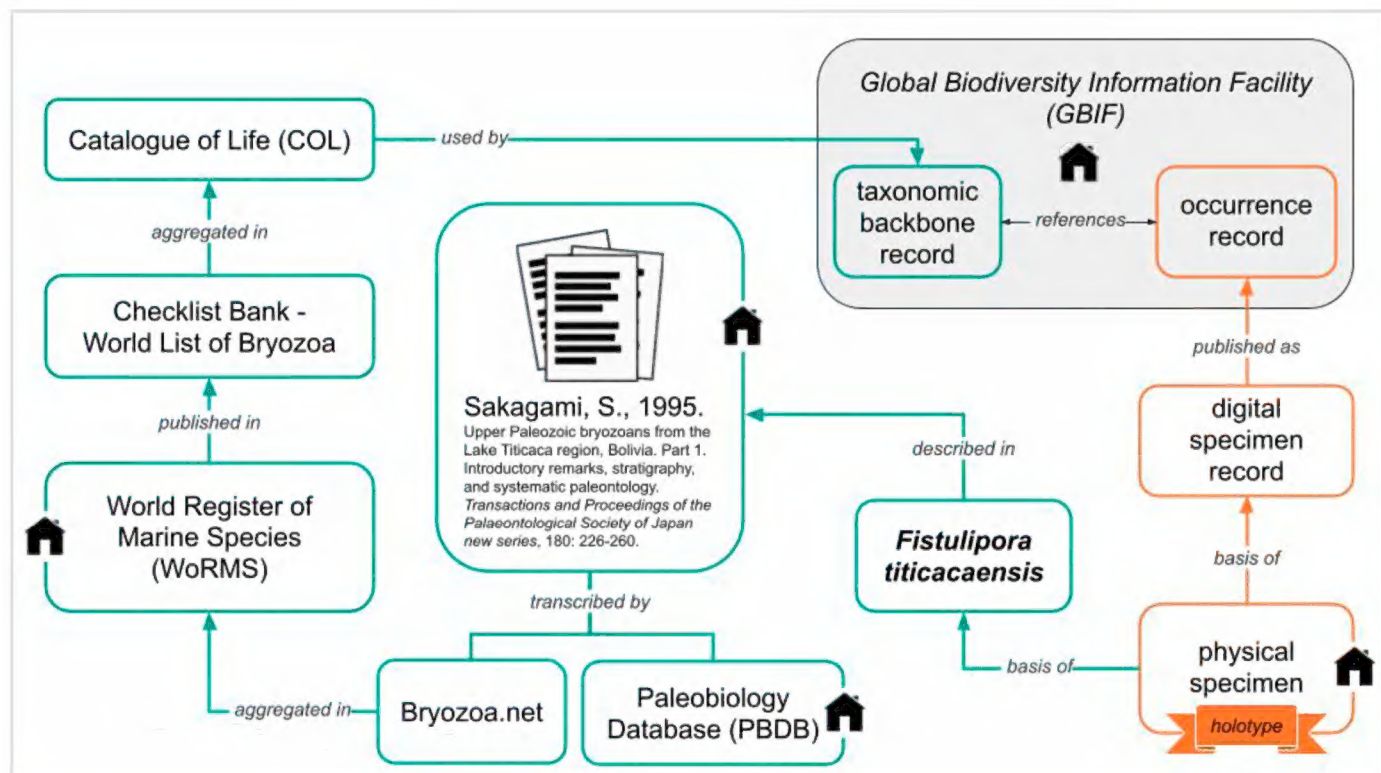 Global Biodiversity Information Facility
(GBIF)
Catalogue of Life (COL)
used by
taxonomic
backbone
record
references
occurrence
record
aggregated in
Checklist Bank -
World List of Bryozoa
published in
World Register of
Marine Species
(WoRMS)
aggregated in
Sakagami, S., 1995.
Upper Paleozoic bryozoans from the
Lake Titicaca region, Bolivia. Part 1.
Introductory remarks, stratigraphy,
and systematic paleontology.
Transactions and Proceedings of the
Palaeontological Society of Japan
new series, 180: 226-260.
transcribed by
Bryozoa.net
Paleobiology
Database (PBDB)
described in
Fistulipora
titicacaensis
basis of
published as
digital
specimen
record
basis of
physical
specimen
holotype